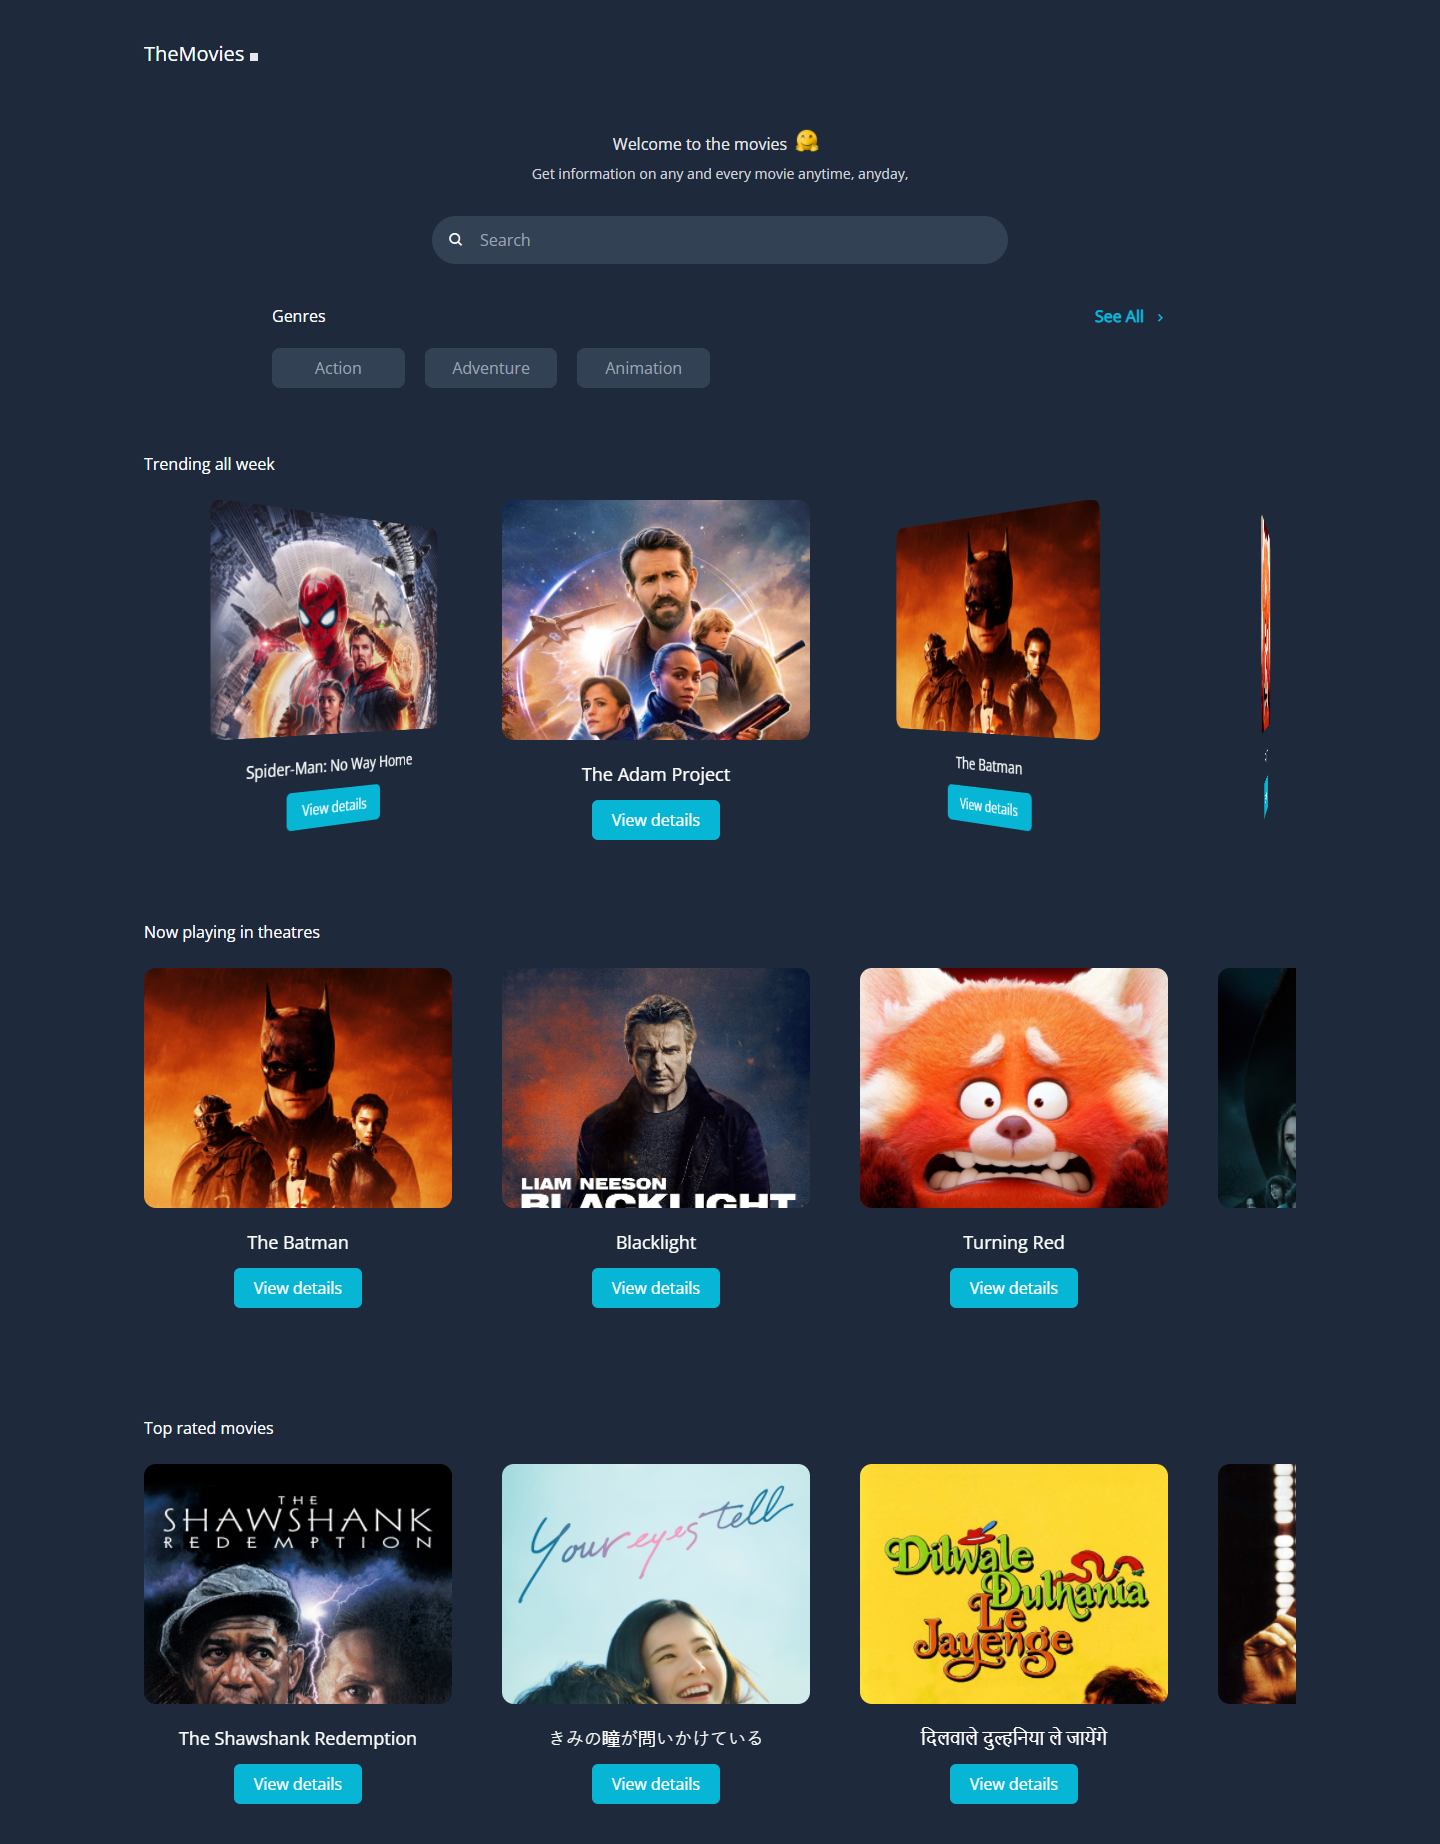 TheMovies
Welcome to the movies 🤗
Get information on any and every movie anytime, anyday,
Search
Genres
See All
Action
Adventure
Animation
Trending all week
Spider-Man: No Way Home
View details
The Adam Project
View details
The Batman
View details
Now playing in theatres
LIAM NEESON
BLACKLIGHT
The Batman
View details
Blacklight
View details
Turning Red
View details
Top rated movies
THE
SHAWSHANK
REDEMPTION
Your eyes tell
Dilwale
Dulhania
Le
Jayenge
The Shawshank Redemption
View details
きみの瞳が問いかけている
View details
दिलवाले दुल्हनिया ले जायेंगे
View details